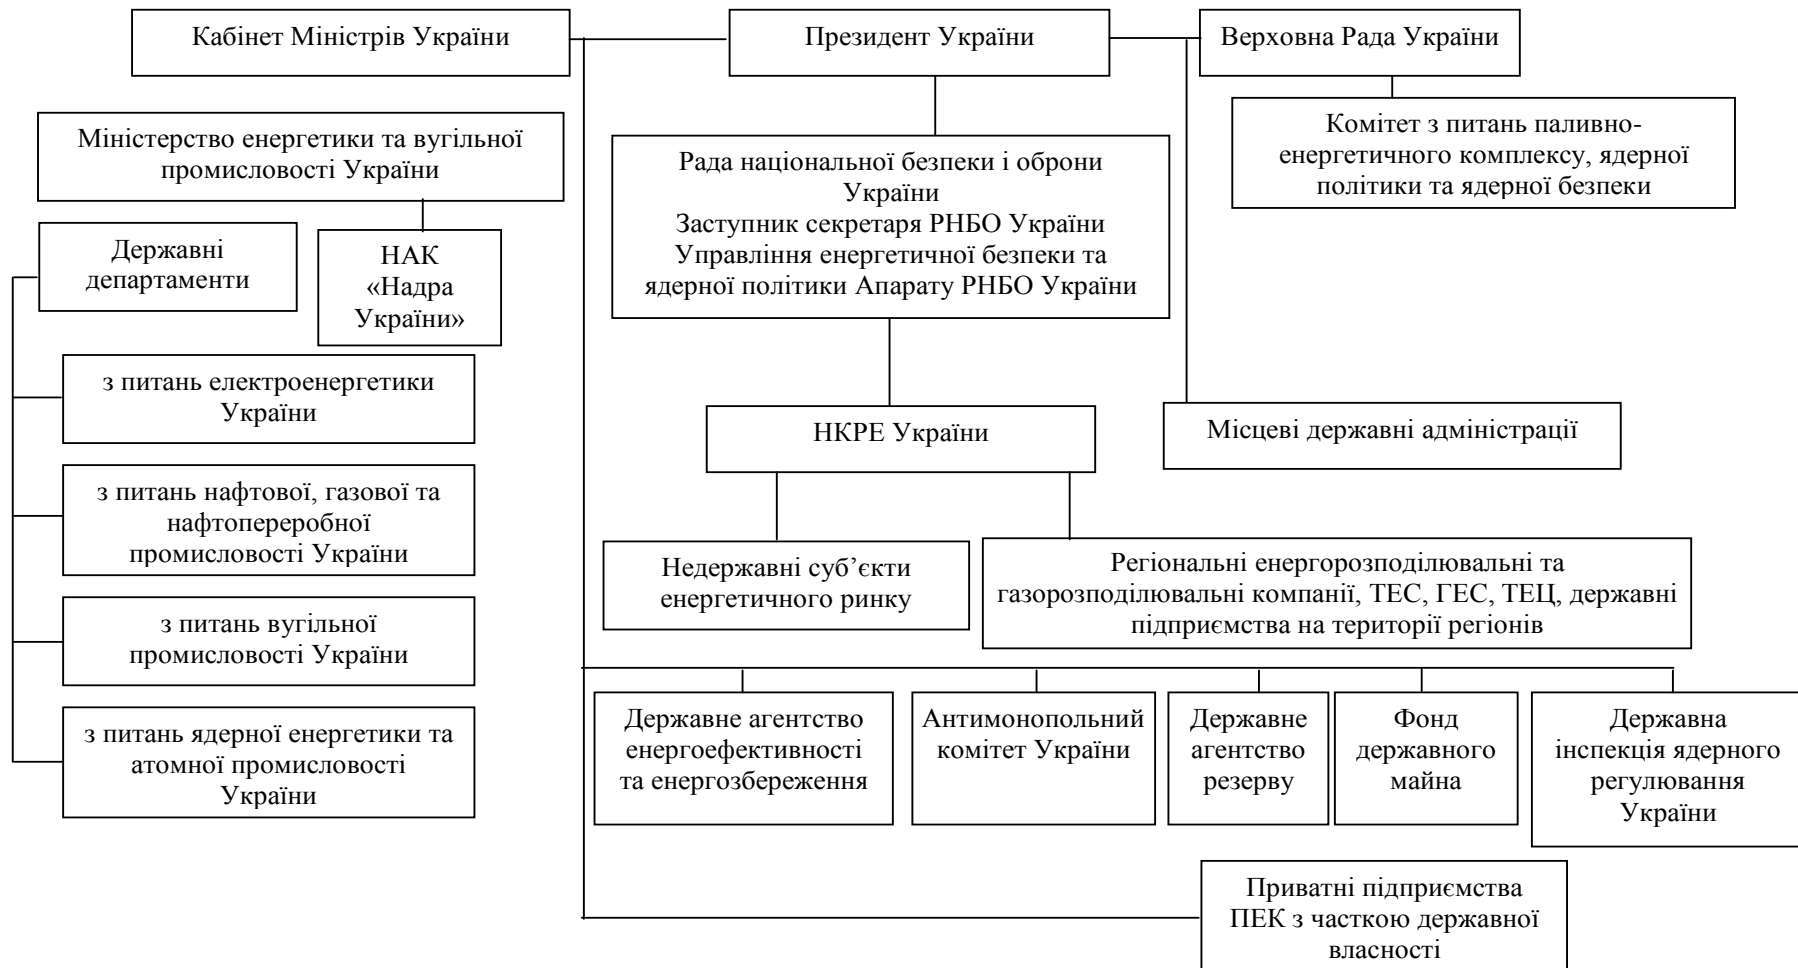 Кабінет Міністрів України
Президент України
Верховна Рада України
Міністерство енергетики та вугільної
промисловості України
Комітет з питань паливно-
енергетичного комплексу, ядерної
політики та ядерної безпеки
Рада національної безпеки і оборони
України
Заступник секретаря РНБО України
Управління енергетичної безпеки та
ядерної політики Апарату РНБО України
Державні
департаменти
НАК
«Надра
України»
з питань електроенергетики
України
з питань нафтової, газової та
нафтопереробної
промисловості України
з питань вугільної
промисловості України
з питань ядерної енергетики та
атомної промисловості
України
НКРЕ України
Місцеві державні адміністрації
Недержавні суб’єкти
енергетичного ринку
Регіональні енергорозподілювальні та
газорозподілювальні компанії, ТЕС, ГЕС, ТЕЦ, державні
підприємства на території регіонів
Державне агентство
енергоефективності
та енергозбереження
Антимонопольний
комітет України
Державне
агентство
резерву
Фонд
державного
майна
Державна
інспекція ядерного
регулювання
України
Приватні підприємства
ПЕК з часткою державної
власності